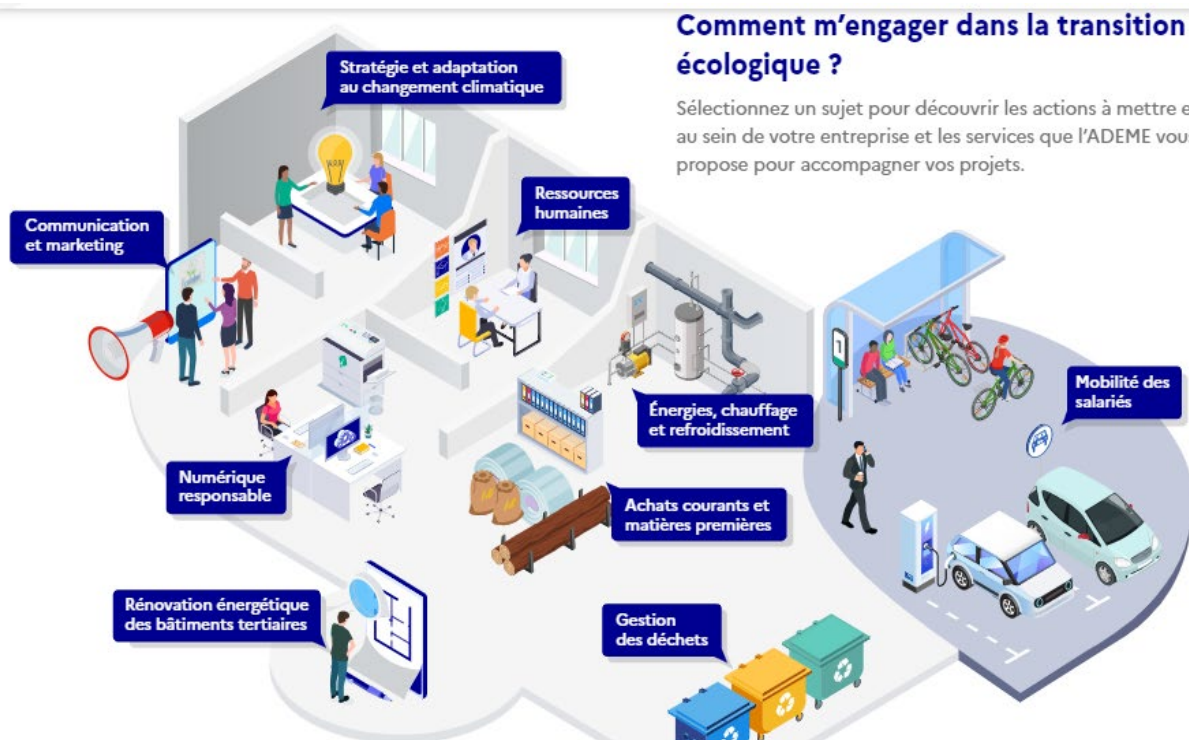 Comment m’engager dans la transition
écologique ?
Sélectionnez un sujet pour découvrir les actions à mettre e
au sein de votre entreprise et les services que l’ADEME vous
propose pour accompagner vos projets.
Stratégie et adaptation
au changement climatique
Ressources
humaines
Communication
et marketing
Énergies, chauffage
et refroidissement
Mobilité des
salariés
Numérique
responsable
Achats courants et
matières premières
Rénovation énergétique
des bâtiments tertiaires
Gestion
des déchets
1